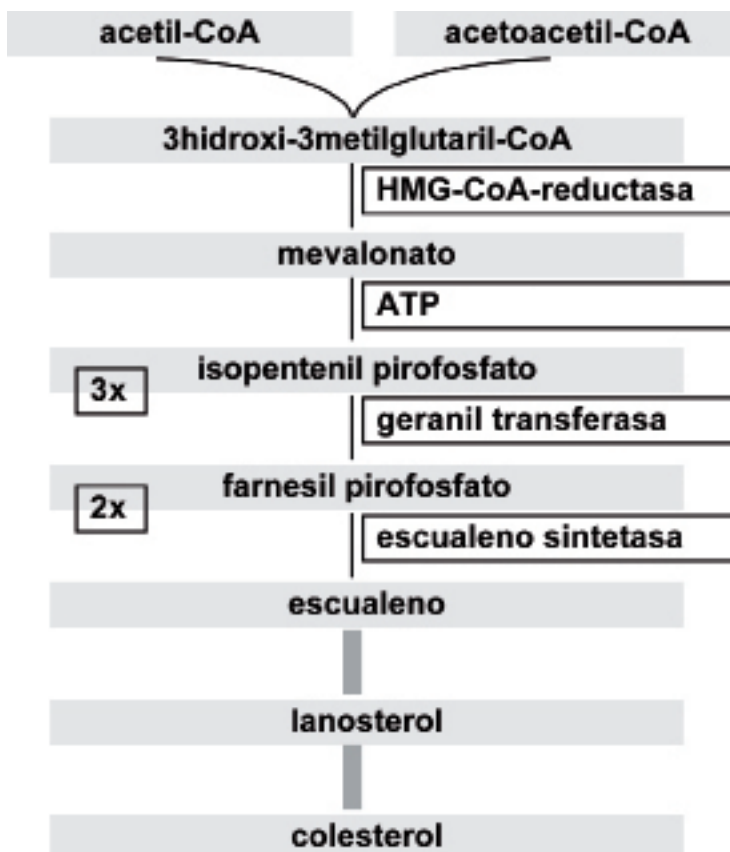 acetil-CoA
acetoacetil-CoA
3hidroxi-3metilglutaril-CoA
HMG-CoA-reductasa
mevalonato
ATP
isopentenil pirofosfato
3x
geranil transferasa
farnesil pirofosfato
2x
escualeno sintetasa
escualeno
lanosterol
colesterol